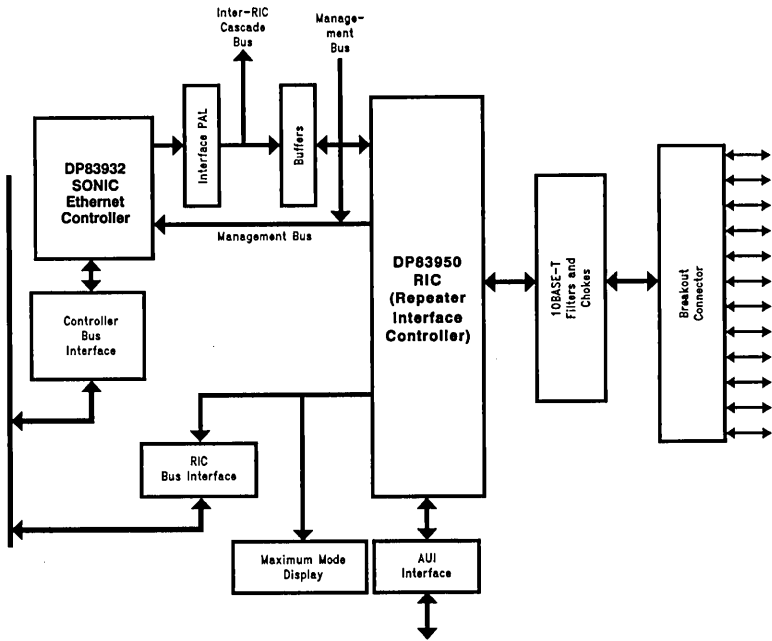 Inter-RIC
Cascade
Bus
Manage-
ment
Bus
DP83932
SONIC
Ethernet
Controller
Interface PAL
Buffers
Management Bus
DP83950
RIC
(Repeater
Interface
Controller)
10BASE-T
Filters and
Chokes
Breakout
Connector
Controller
Bus
Interface
RIC
Bus Interface
Maximum Mode
Display
AUI
Interface